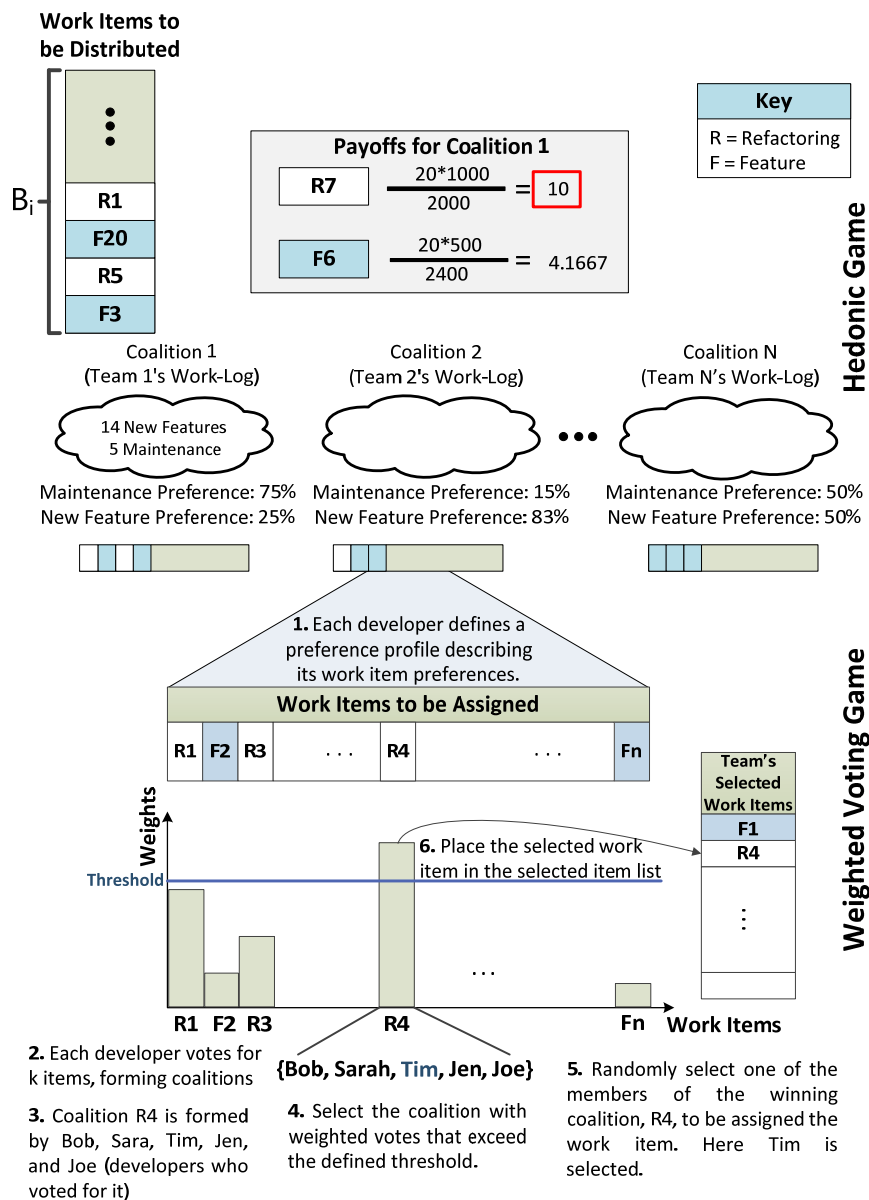 Work Items to
be Distributed
Bi
R1
F20
R5
F3
Payoffs for Coalition 1
R7
20*1000
2000
=
10
F6
20*500
2400
=
4.1667
Key
R = Refactoring
F = Feature
Hedonic Game
Coalition 1
(Team 1's Work-Log)
14 New Features
5 Maintenance
Maintenance Preference: 75%
New Feature Preference: 25%
Coalition 2
(Team 2's Work-Log)
Maintenance Preference: 15%
New Feature Preference: 83%
Coalition N
(Team N's Work-Log)
Maintenance Preference: 50%
New Feature Preference: 50%
1. Each developer defines a
preference profile describing
its work item preferences.
Work Items to be Assigned
R1 F2 R3 ... R4 ... Fn
Weighted Voting Game
Team's
Selected
Work Items
F1
R4
Weights
Threshold
6. Place the selected work
item in the selected item list
...
R1 F2 R3 R4 Fn Work Items
{Bob, Sarah, Tim, Jen, Joe}
2. Each developer votes for
k items, forming coalitions
3. Coalition R4 is formed
by Bob, Sara, Tim, Jen,
and Joe (developers who
voted for it)
4. Select the coalition with
weighted votes that exceed
the defined threshold.
5. Randomly select one of the
members of the winning
coalition, R4, to be assigned the
work item. Here Tim is
selected.